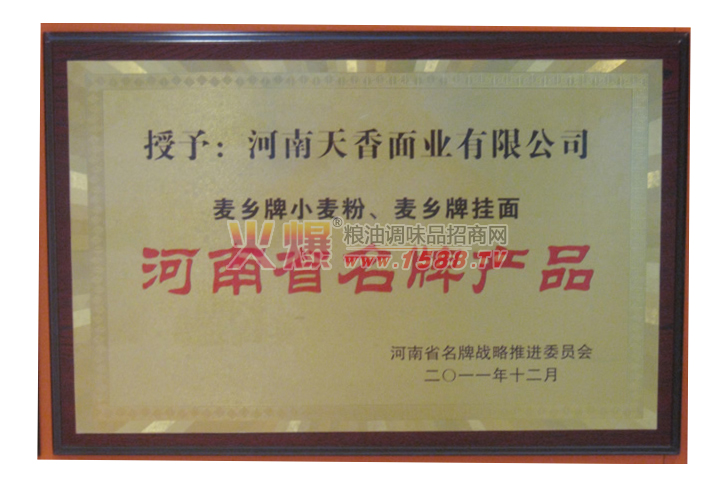 授予：河南天香面业有限公司
麦乡牌小麦粉、麦乡牌挂面
火爆®粮油调味品招商网
www.1588.TV
河南省名牌产品
河南省名牌战略推进委员会
二〇一一年十二月